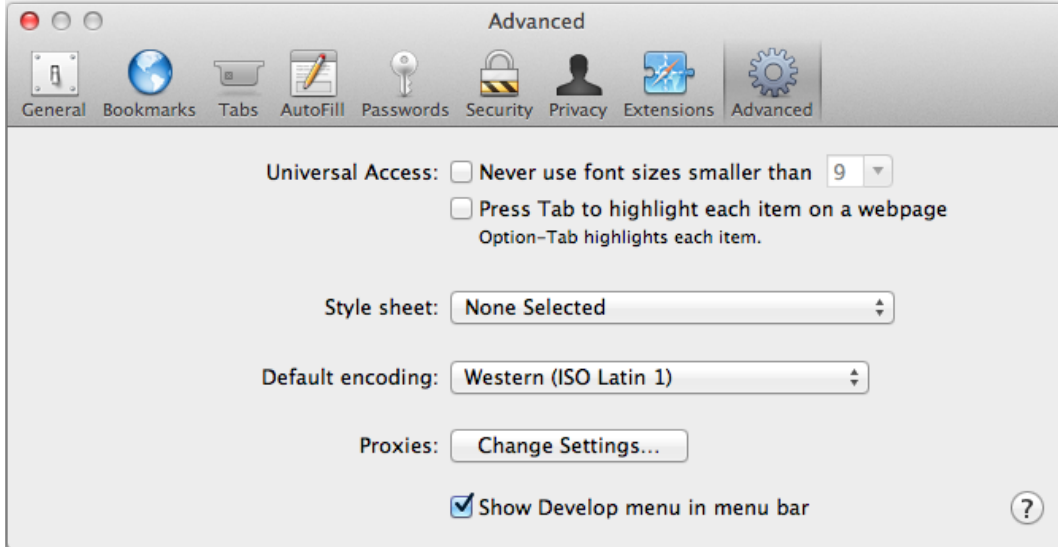 Advanced
General Bookmarks Tabs AutoFill Passwords Security Privacy Extensions Advanced
Universal Access: Never use font sizes smaller than 9
Press Tab to highlight each item on a webpage
Option-Tab highlights each item.
Style sheet: None Selected
Default encoding: Western (ISO Latin 1)
Proxies: Change Settings...
Show Develop menu in menu bar ?